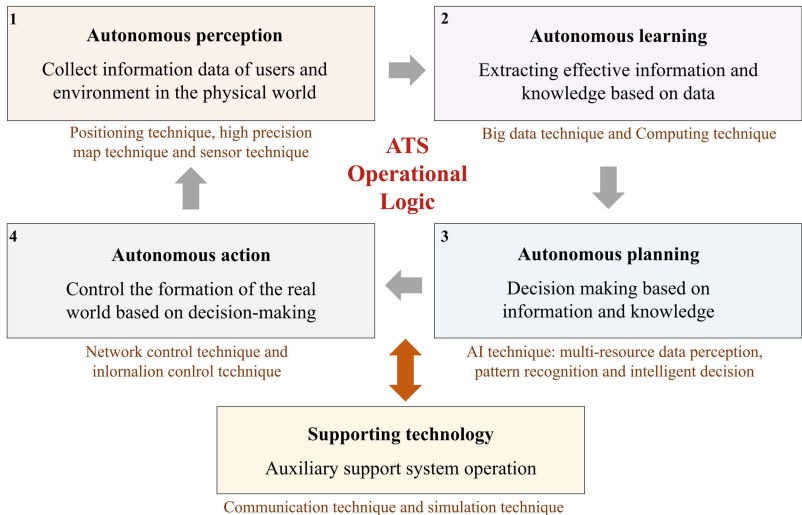 1
Autonomous perception
Collect information data of users and
environment in the physical world
Positioning technique, high precision
map technique and sensor technique
2
Autonomous learning
Extracting effective information and
knowledge based on data
Big data technique and Computing technique
ATS
Operational
Logic
4
Autonomous action
Control the formation of the real
world based on decision-making
Network control technique and
inlornalion conlrol tcchnique
3
Autonomous planning
Decision making based on
information and knowledge
AI technique: multi-resource data perception,
pattern recognition and intelligent decision
Supporting technology
Auxiliary support system operation
Communication technique and simulation technique